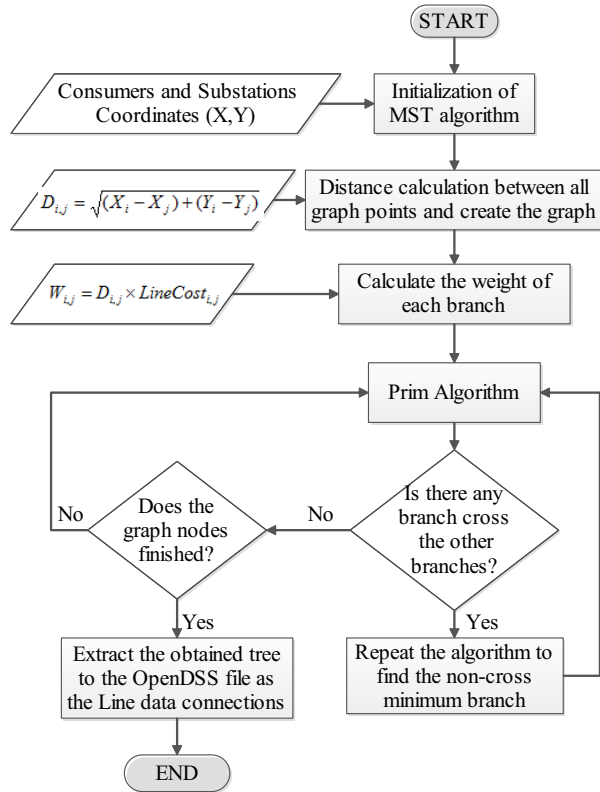 START
Consumers and Substations
Coordinates (X,Y)
Initialization of
MST algorithm
D_{i,j} = √(X_i − X_j) + (Y_i − Y_j)
Distance calculation between all
graph points and create the graph
W_{i,j} = D_{i,j} × LineCost_{i,j}
Calculate the weight of
each branch
Prim Algorithm
Is there any
branch cross
the other
branches?
No
Does the
graph nodes
finished?
No
Yes
Yes
Extract the obtained tree
to the OpenDSS file as
the Line data connections
Repeat the algorithm to
find the non-cross
minimum branch
END